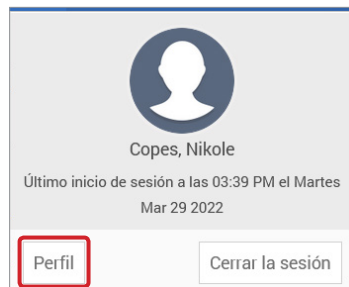 Copes, Nikole
Último inicio de sesión a las 03:39 PM el Martes
Mar 29 2022
Perfil
Cerrar la sesión